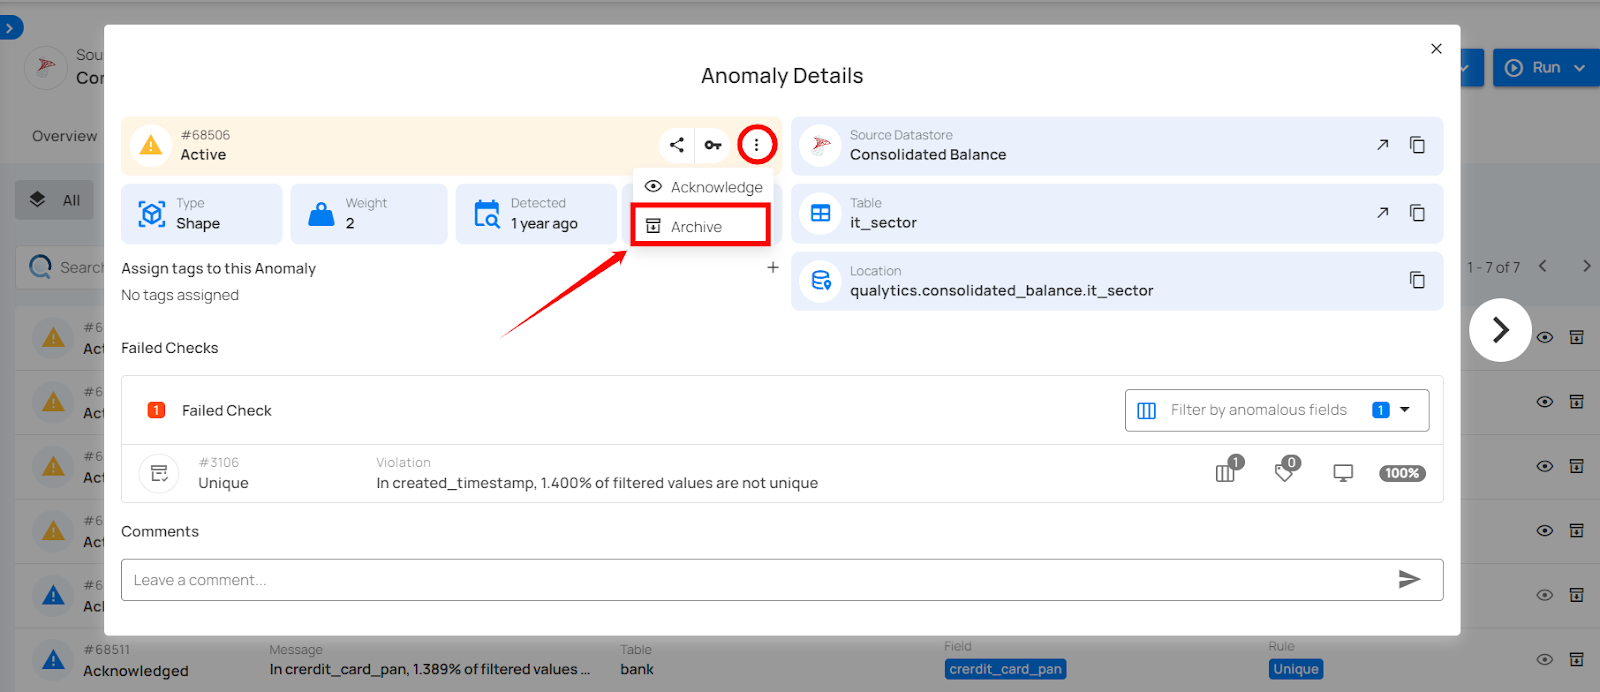 Sou
Con
Run
Overview
All
Search
1 - 7 of 7
Anomaly Details
#68506
Active
Acknowledge
Archive
Type
Shape
Weight
2
Detected
1 year ago
Assign tags to this Anomaly
No tags assigned
Source Datastore
Consolidated Balance
Table
it_sector
Location
qualytics.consolidated_balance.it_sector
Failed Checks
1 Failed Check
Filter by anomalous fields 1
#3106
Unique
Violation
In created_timestamp, 1.400% of filtered values are not unique
1
0
100%
Comments
Leave a comment...
#6
Act
#6
Act
#6
Act
#6
Act
#6
Ack
#68511
Acknowledged
Message
In crerdit_card_pan, 1.389% of filtered values ...
Table
bank
Field
crerdit_card_pan
Rule
Unique